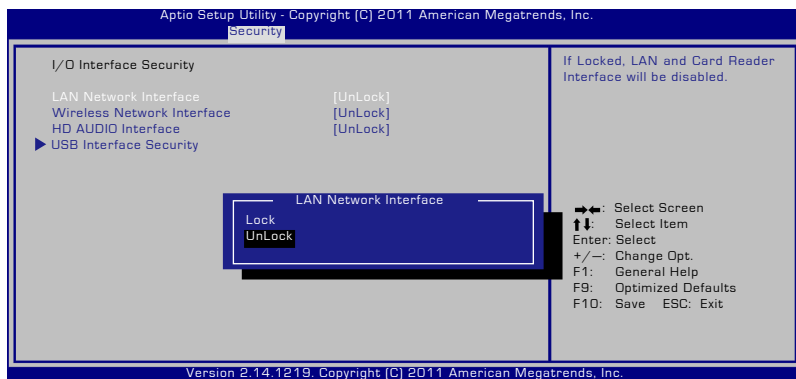 Aptio Setup Utility - Copyright (C) 2011 American Megatrends, Inc.
Security
I/O Interface Security
LAN Network Interface [UnLock]
Wireless Network Interface [UnLock]
HD AUDIO Interface [UnLock]
USB Interface Security
If Locked, LAN and Card Reader
Interface will be disabled.
LAN Network Interface
Lock
UnLock
→←: Select Screen
↑↓: Select Item
Enter: Select
+/—: Change Opt.
F1: General Help
F9: Optimized Defaults
F10: Save ESC: Exit
Version 2.14.1219. Copyright (C) 2011 American Megatrends, Inc.